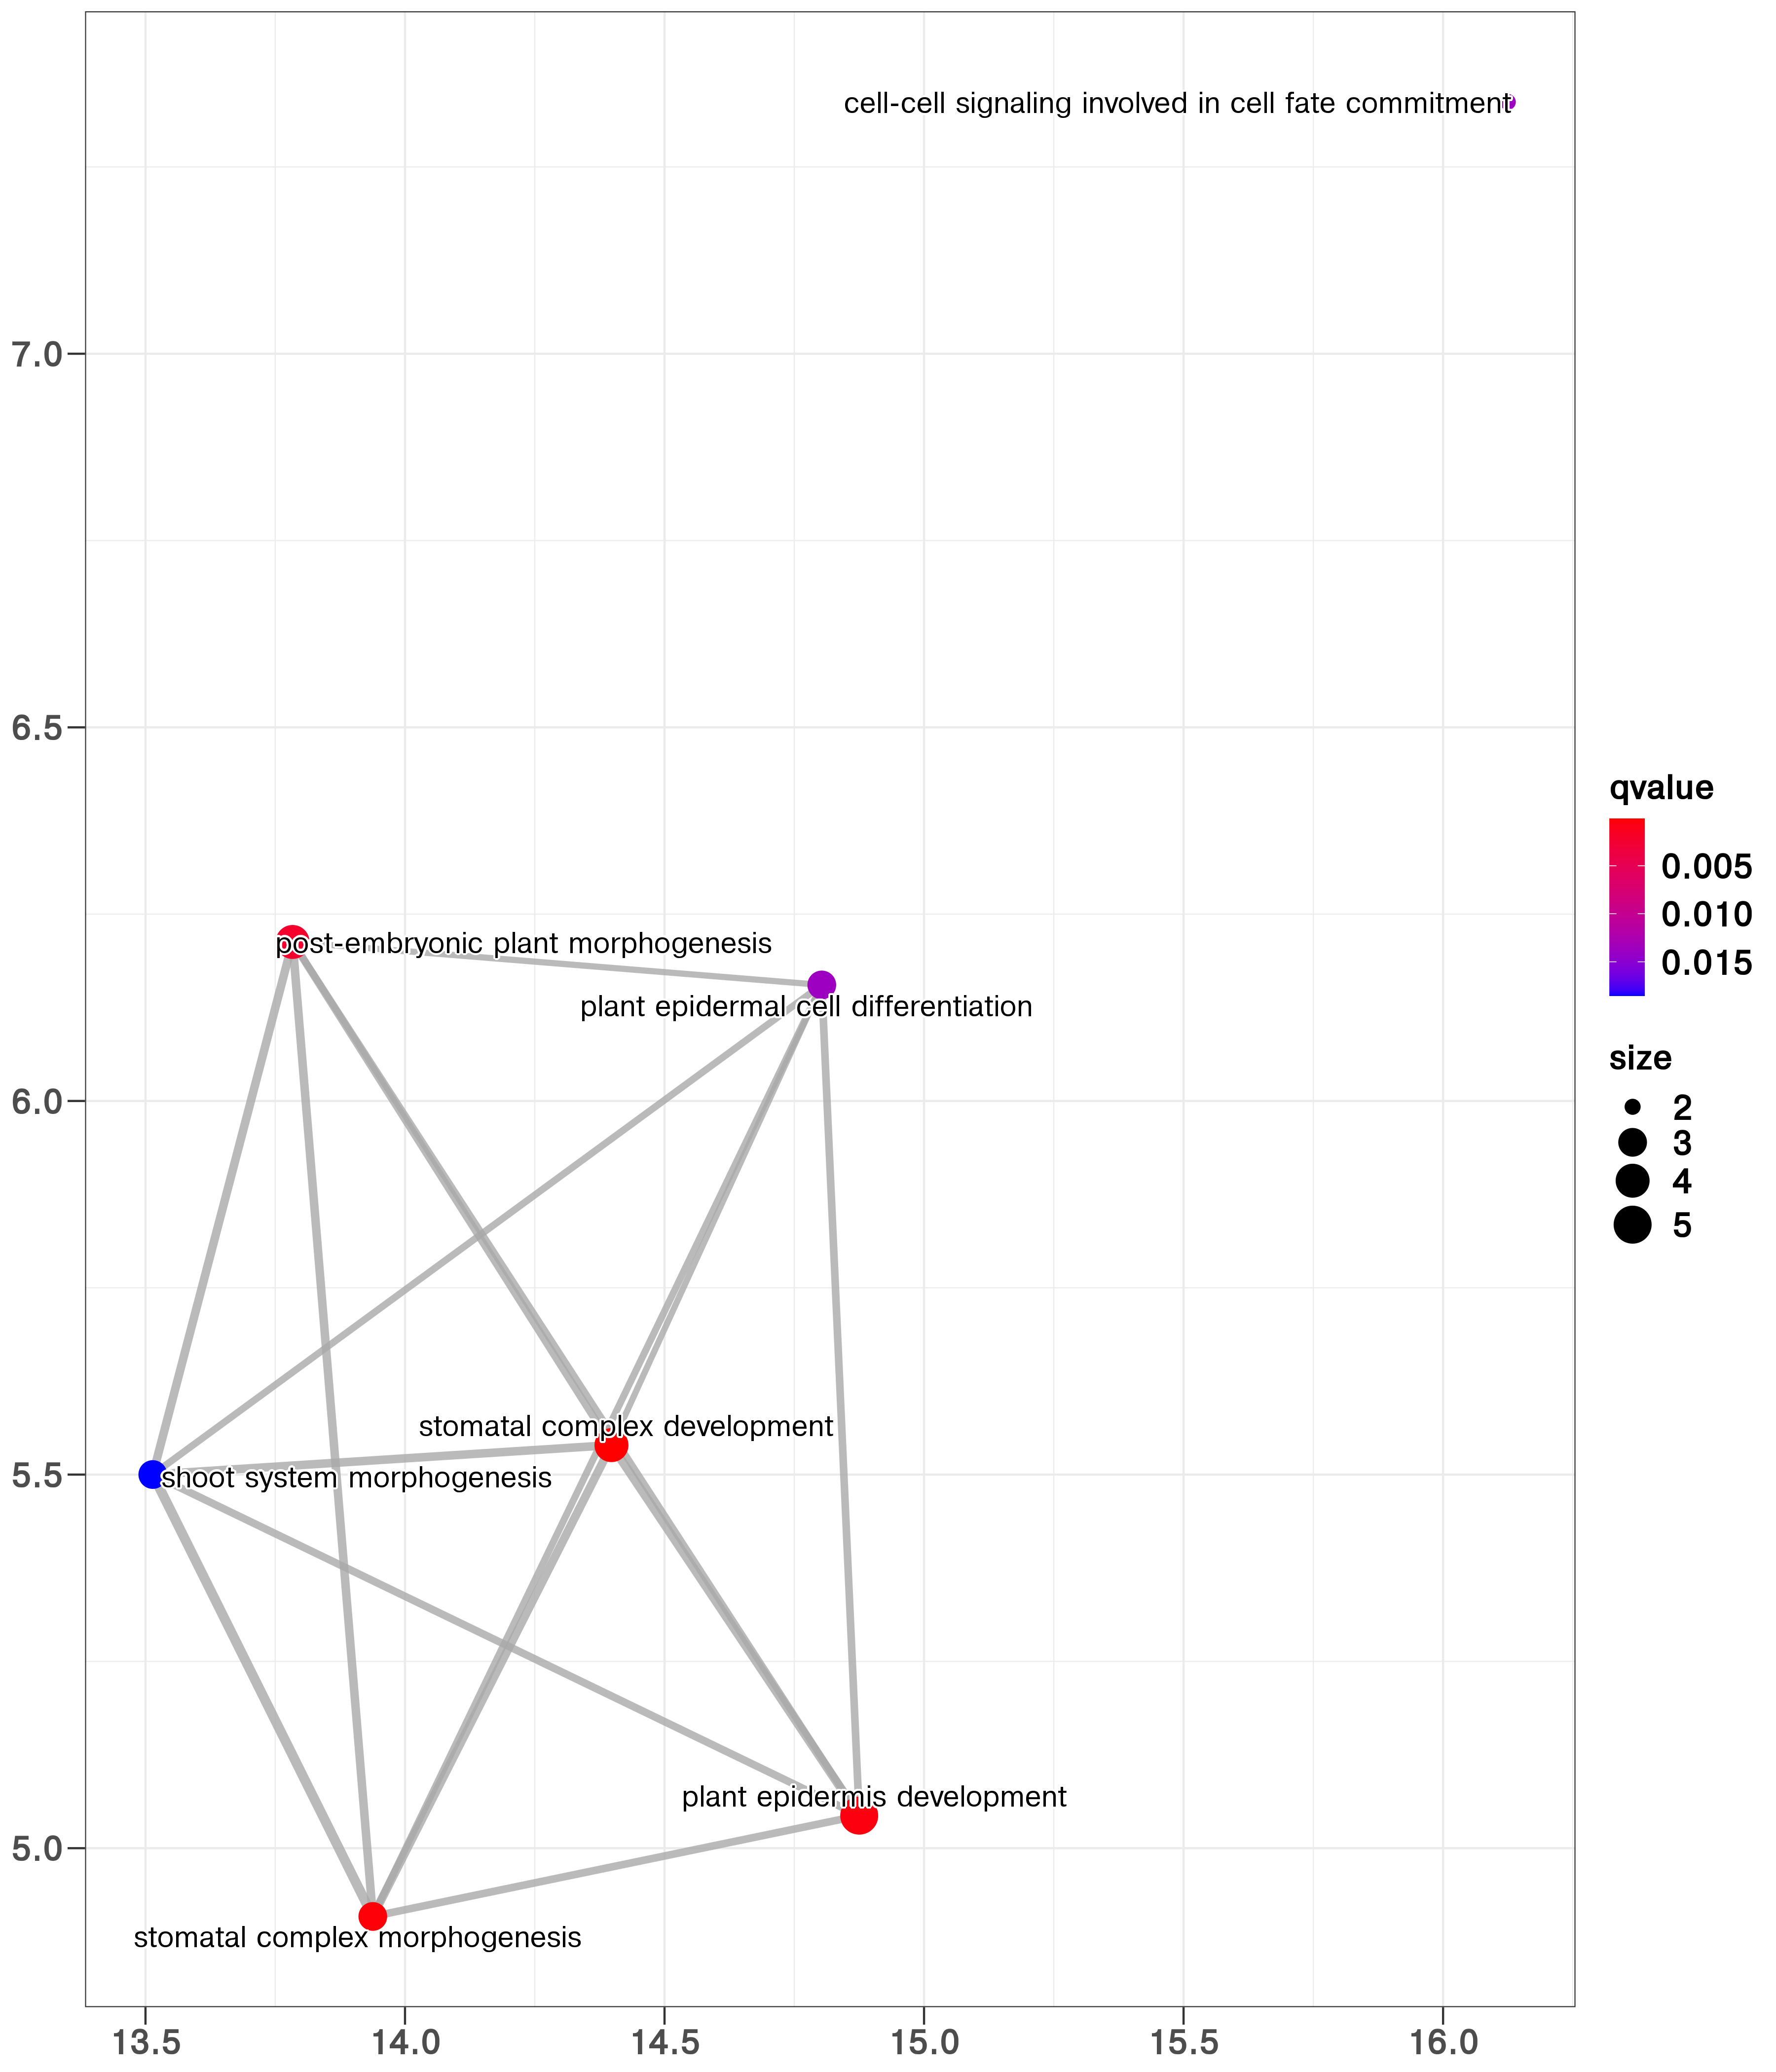 cell-cell signaling involved in cell fate commitment
7.0
6.5
qvalue
0.005
0.010
0.015
post-embryonic plant morphogenesis
plant epidermal cell differentiation
size
2
3
4
5
6.0
stomatal complex development
5.5
shoot system morphogenesis
plant epidermis development
5.0
stomatal complex morphogenesis
13.5 14.0 14.5 15.0 15.5 16.0